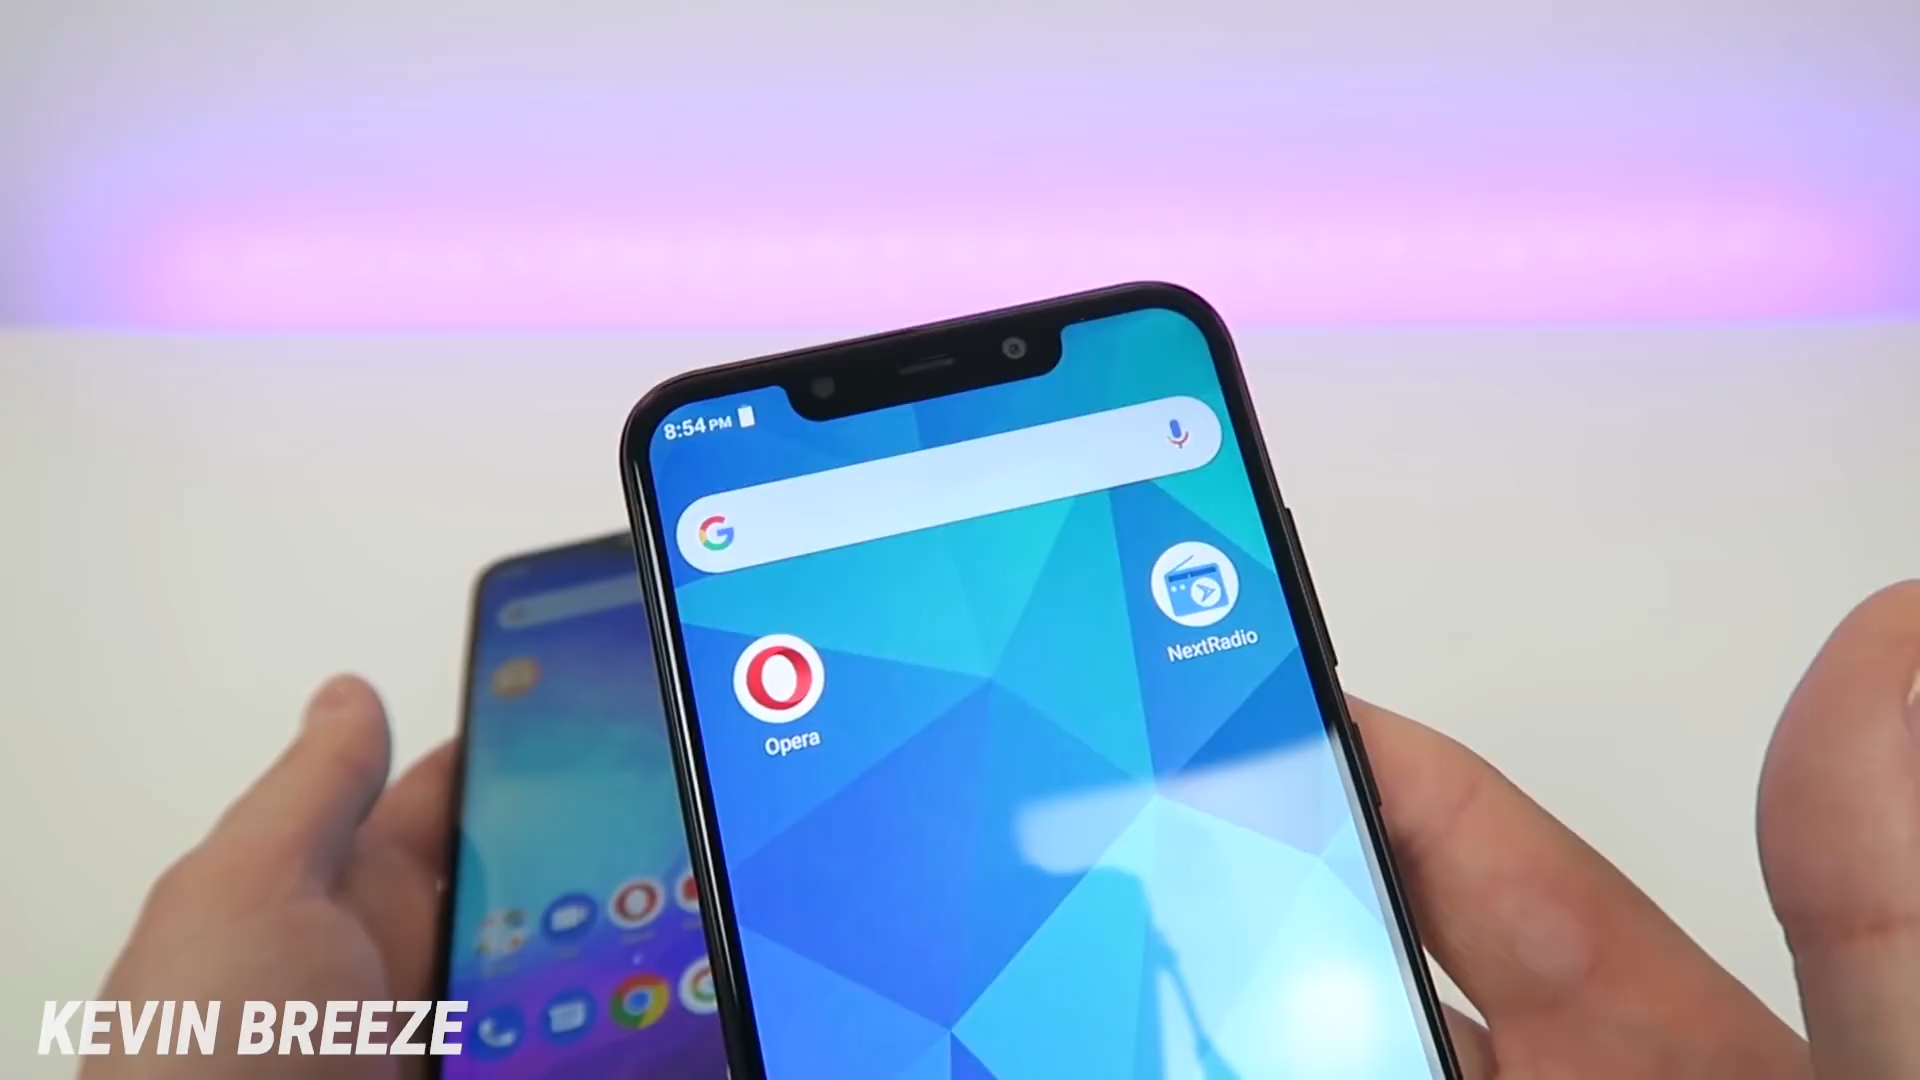 8:54 PM
G
NextRadio
Opera
KEVIN BREEZE